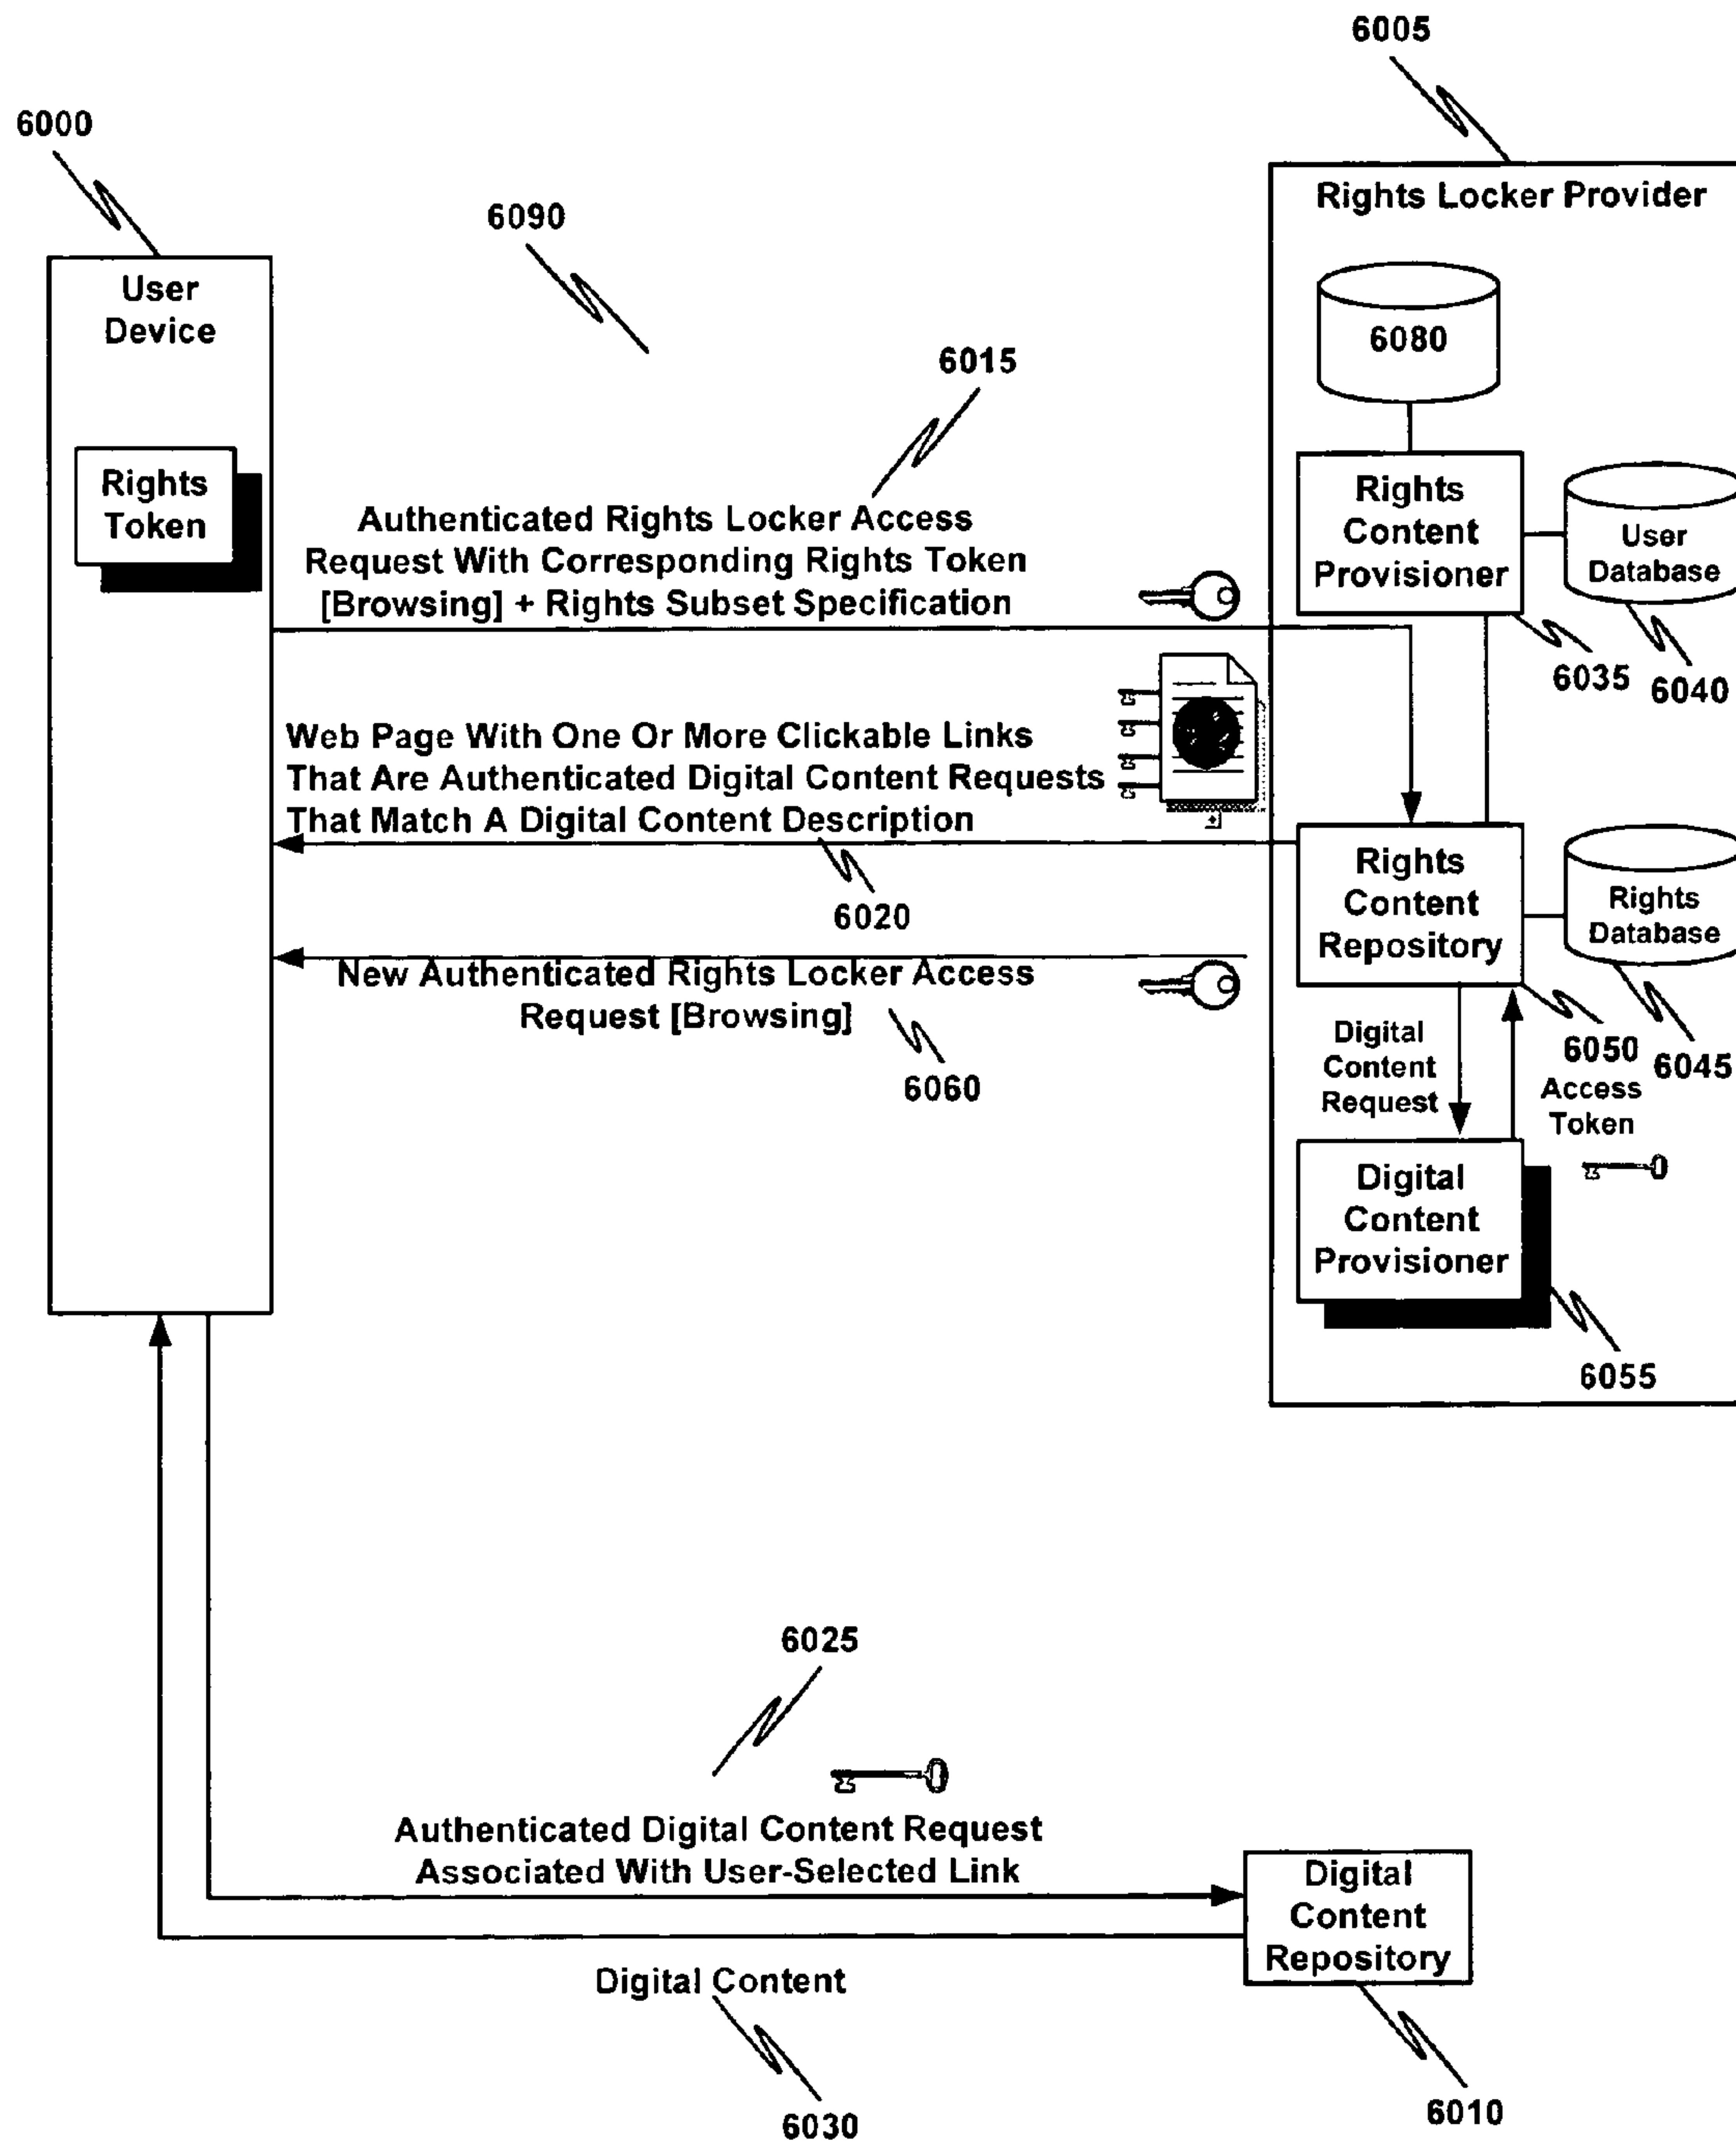 6005
6000
Rights Locker Provider
6090
User
Device
6080
6015
Rights
Token
Rights
Content
Provisioner
User
Database
Authenticated Rights Locker Access
Request With Corresponding Rights Token
[Browsing] + Rights Subset Specification
6035
6040
Web Page With One Or More Clickable Links
That Are Authenticated Digital Content Requests
That Match A Digital Content Description
Rights
Content
Repository
Rights
Database
6020
New Authenticated Rights Locker Access
Request [Browsing]
6060
Digital
Content
Request
6050
6045
Access
Token
Digital
Content
Provisioner
6055
6025
Authenticated Digital Content Request
Associated With User-Selected Link
Digital
Content
Repository
Digital Content
6030
6010